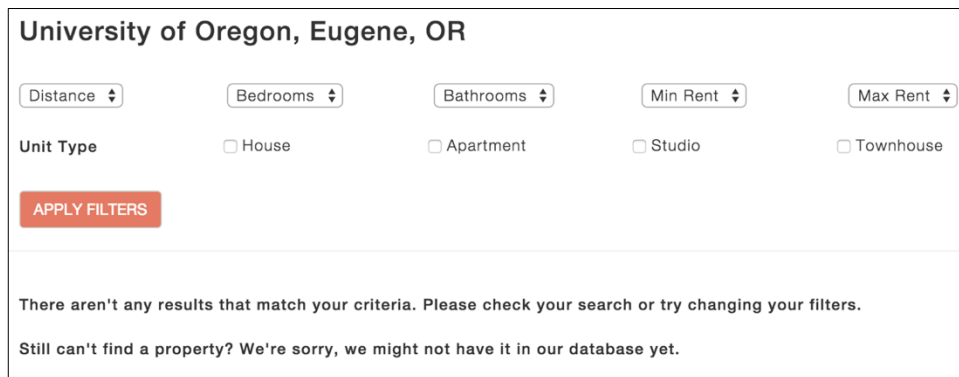 University of Oregon, Eugene, OR
Distance Bedrooms Bathrooms Min Rent Max Rent
Unit Type House Apartment Studio Townhouse
APPLY FILTERS
There aren't any results that match your criteria. Please check your search or try changing your filters.
Still can't find a property? We're sorry, we might not have it in our database yet.